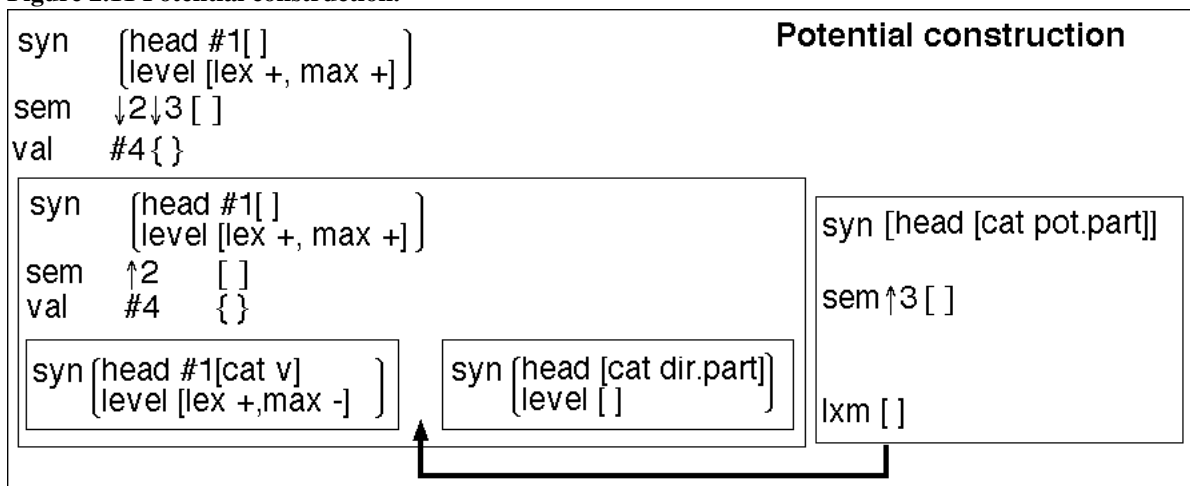 Potential construction
syn head #1[ ]
level [lex +, max +]
sem ↓2↓3 [ ]
val #4 { }
syn head #1[ ]
level [lex +, max +]
sem ↑2 [ ]
val #4 { }
syn head #1[cat v]
level [lex +,max -]
syn head [cat dir.part]
level [ ]
syn [head [cat pot.part]]
sem↑3 [ ]
lxm [ ]